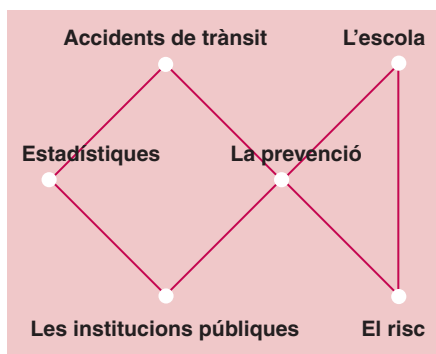 Accidents de trànsit
L'escola
Estadístiques
La prevenció
Les institucions públiques
El risc